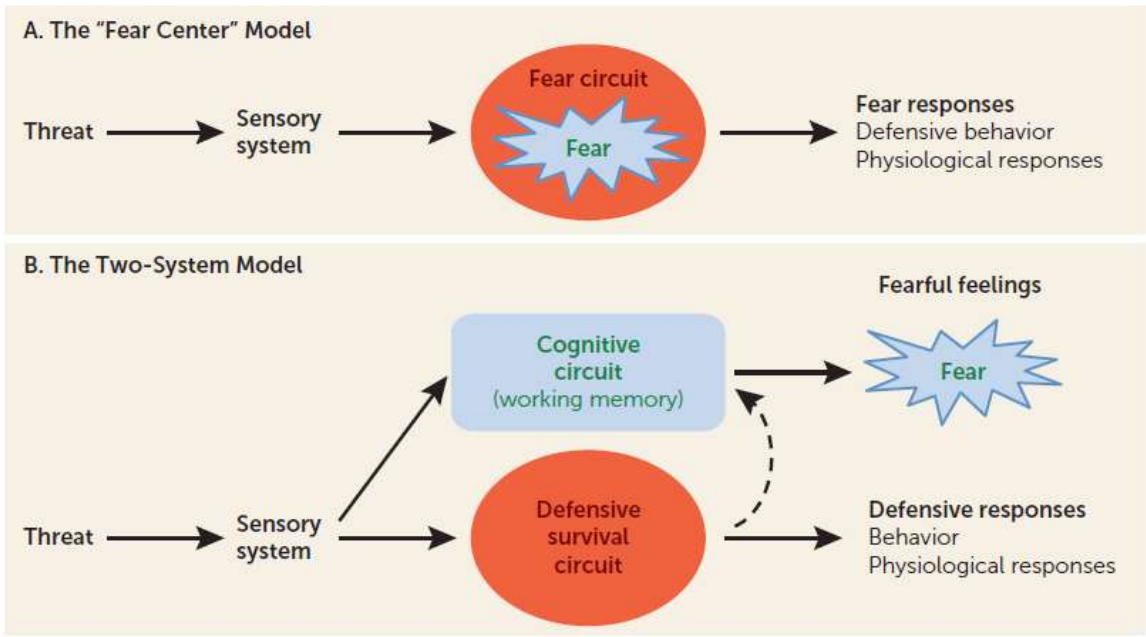 A. The “Fear Center” Model
Threat
Sensory
system
Fear circuit
Fear
Fear responses
Defensive behavior
Physiological responses
B. The Two-System Model
Threat
Sensory
system
Cognitive
circuit
(working memory)
Fearful feelings
Fear
Defensive
survival
circuit
Defensive responses
Behavior
Physiological responses